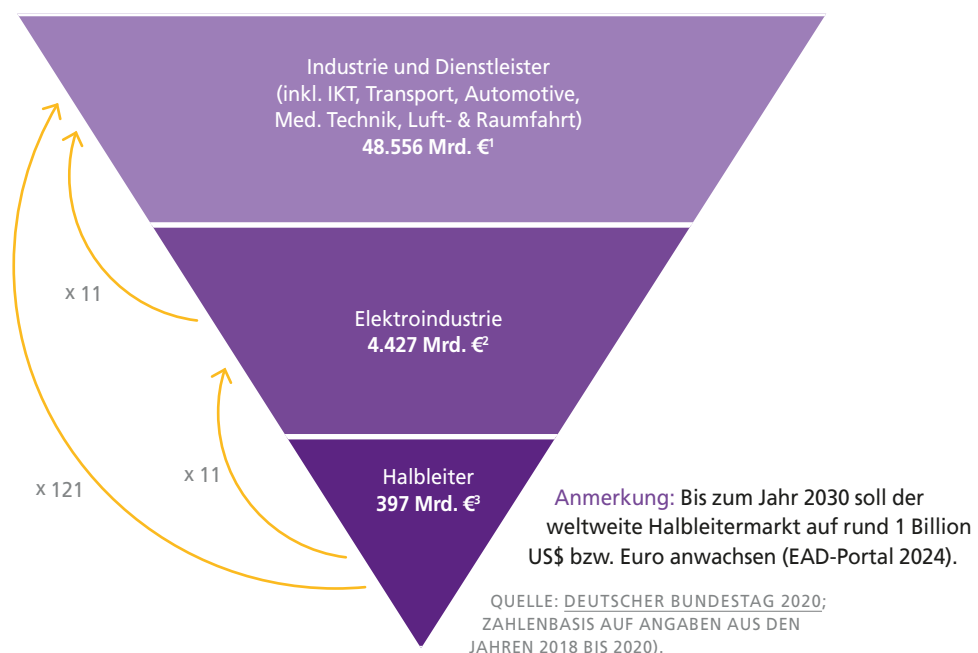 Industrie und Dienstleister
(inkl. IKT, Transport, Automotive,
Med. Technik, Luft- & Raumfahrt)
48.556 Mrd. €¹
x 11
Elektroindustrie
4.427 Mrd. €²
x 121
x 11
Halbleiter
397 Mrd. €³
Anmerkung: Bis zum Jahr 2030 soll der
weltweite Halbleitermarkt auf rund 1 Billion
US$ bzw. Euro anwachsen (EAD-Portal 2024).
QUELLE: DEUTSCHER BUNDESTAG 2020;
ZAHLENBASIS AUF ANGABEN AUS DEN
JAHREN 2018 BIS 2020).